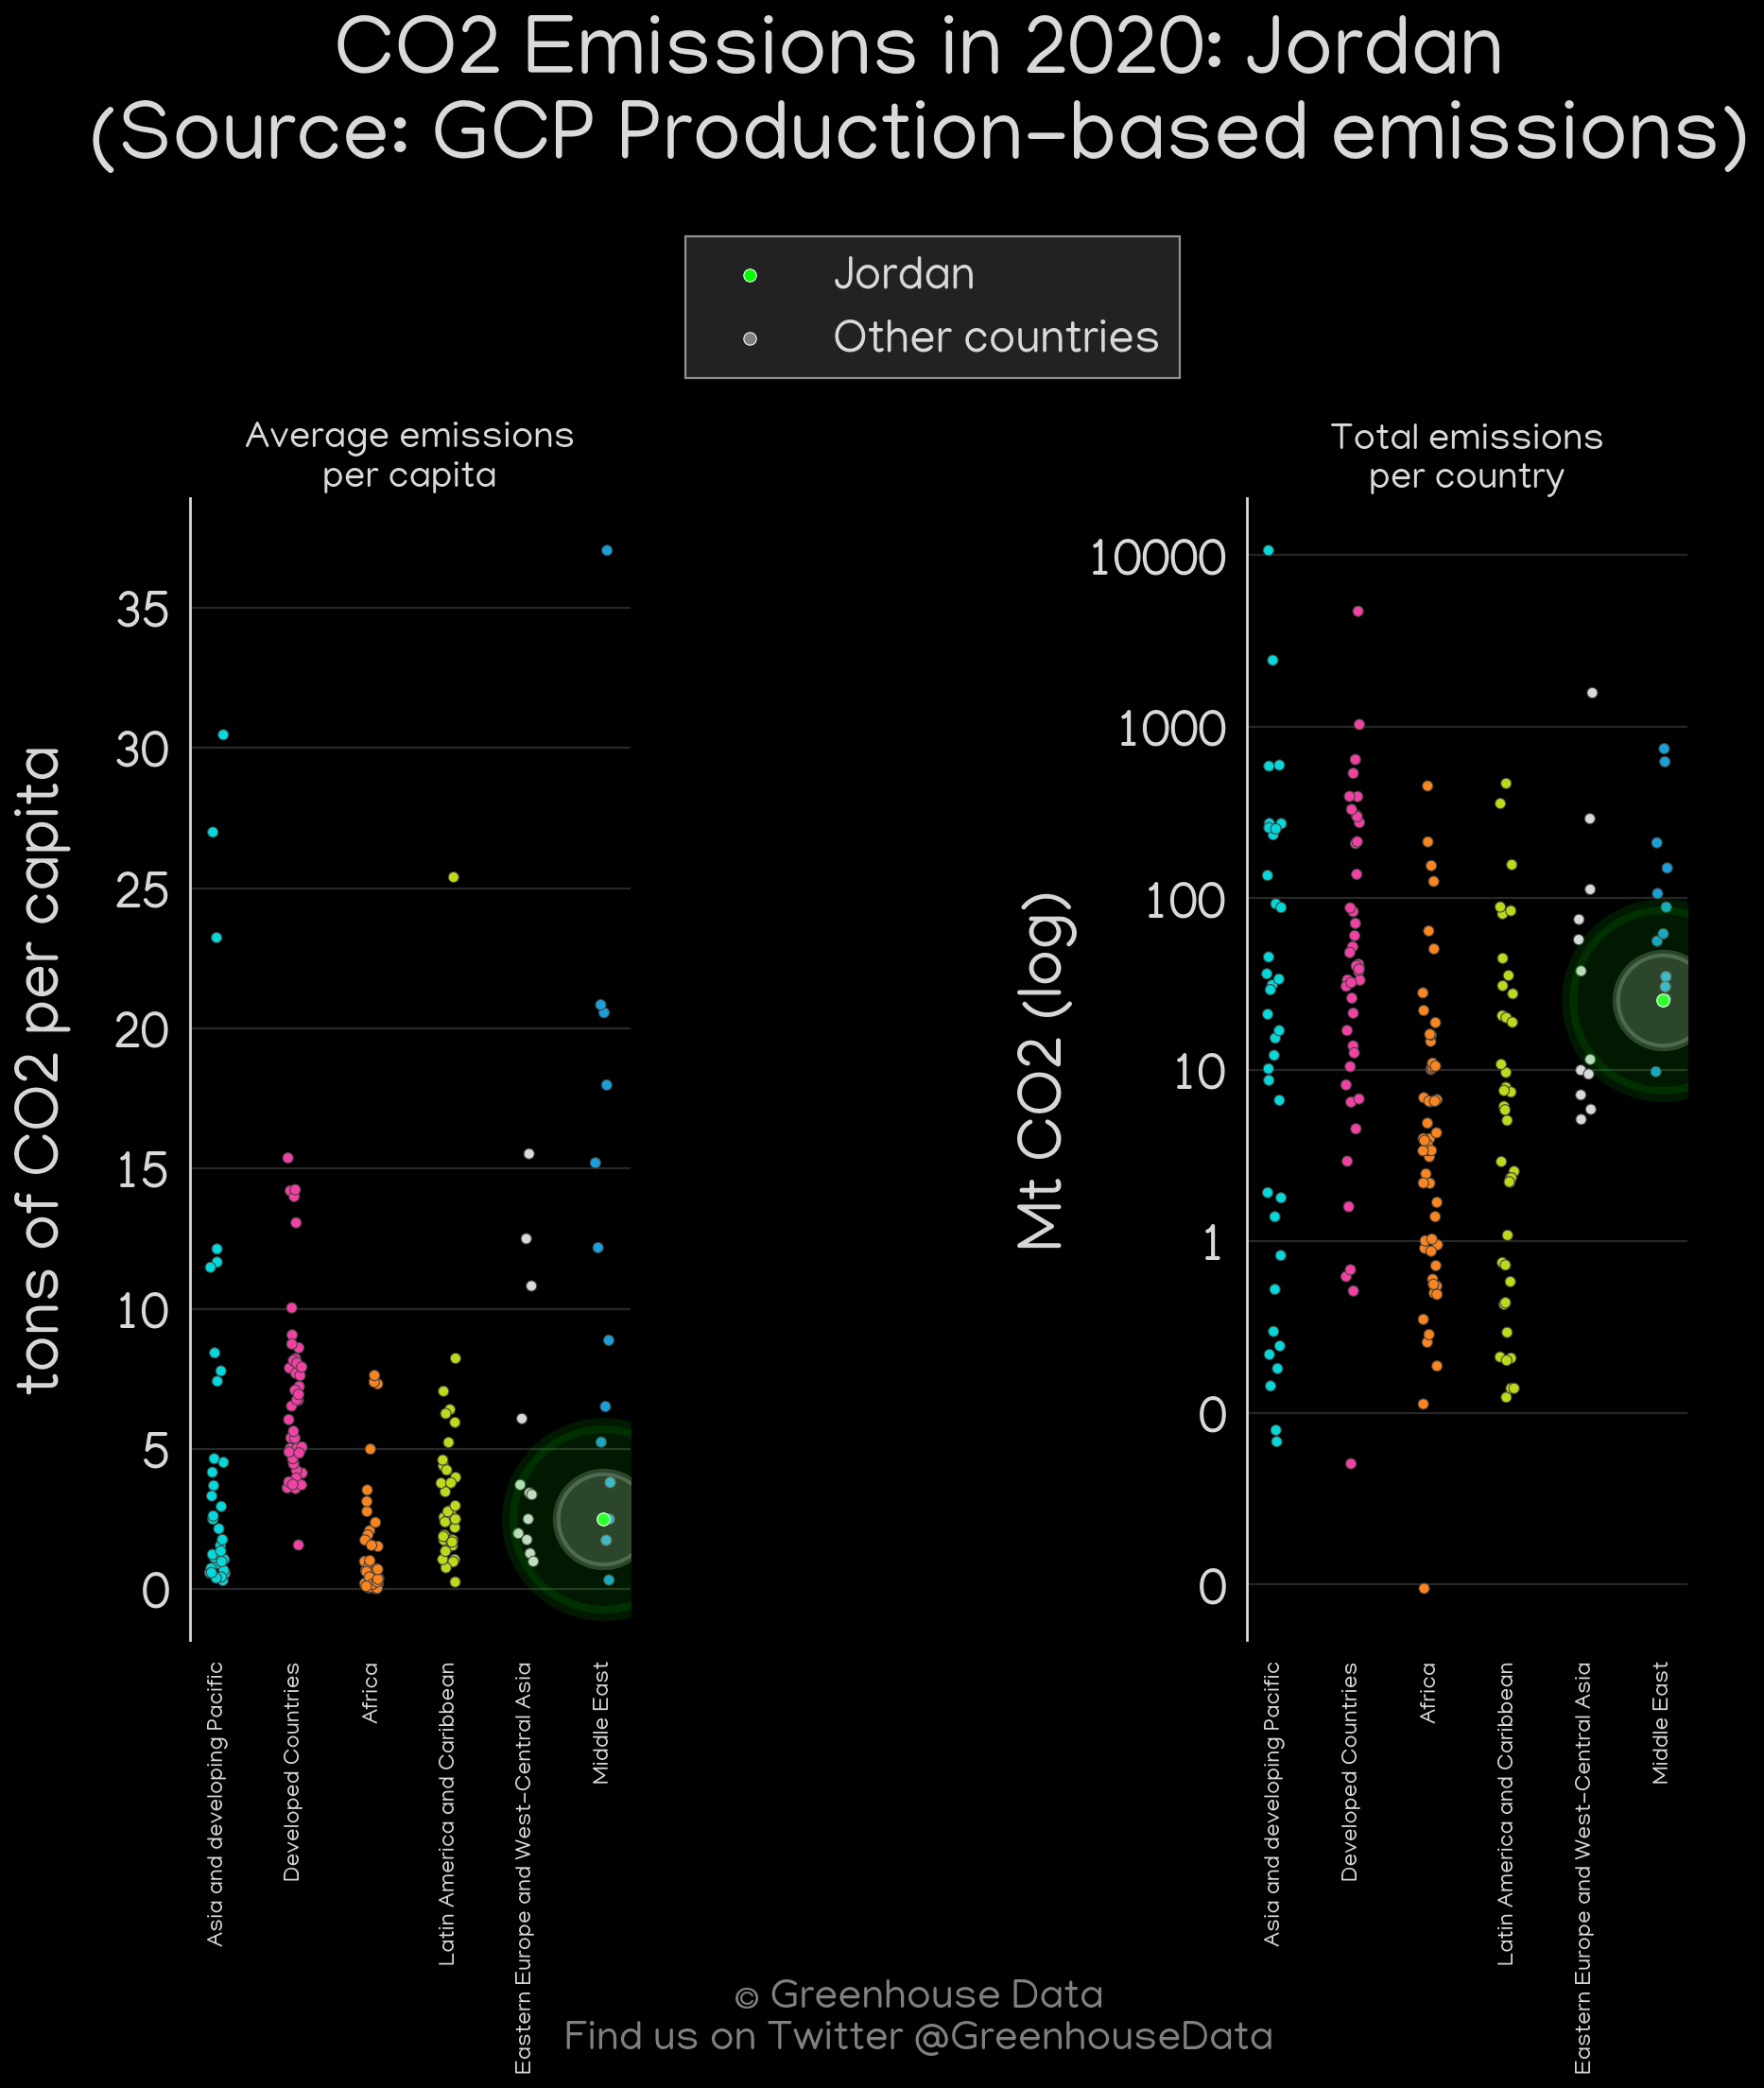 CO2 Emissions in 2020: Jordan
(Source: GCP Production-based emissions)
Jordan
Other countries
Average emissions
per capita
tons of CO2 per capita
35
30
25
20
15
10
5
0
Asia and developing Pacific
Developed Countries
Africa
Latin America and Caribbean
Eastern Europe and West-Central Asia
Middle East
Total emissions
per country
Mt CO2 (log)
10000
1000
100
10
1
0
0
Asia and developing Pacific
Developed Countries
Africa
Latin America and Caribbean
Eastern Europe and West-Central Asia
Middle East
© Greenhouse Data
Find us on Twitter @GreenhouseData